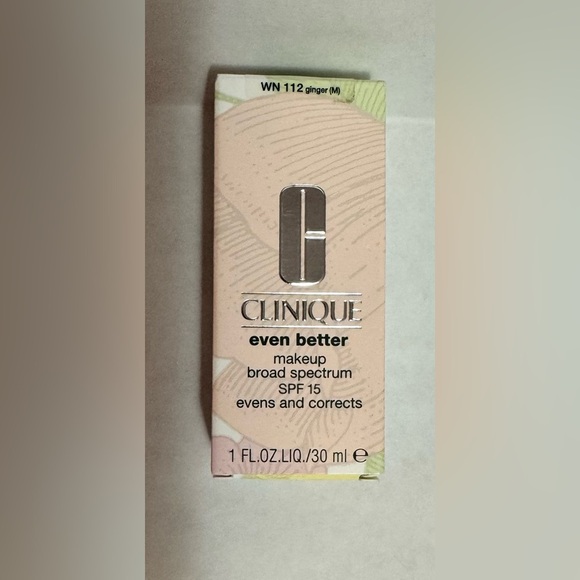 WN 112 ginger (M)
CLINIQUE
even better
makeup
broad spectrum
SPF 15
evens and corrects
1 FL.OZ.LIQ./30 ml ℮